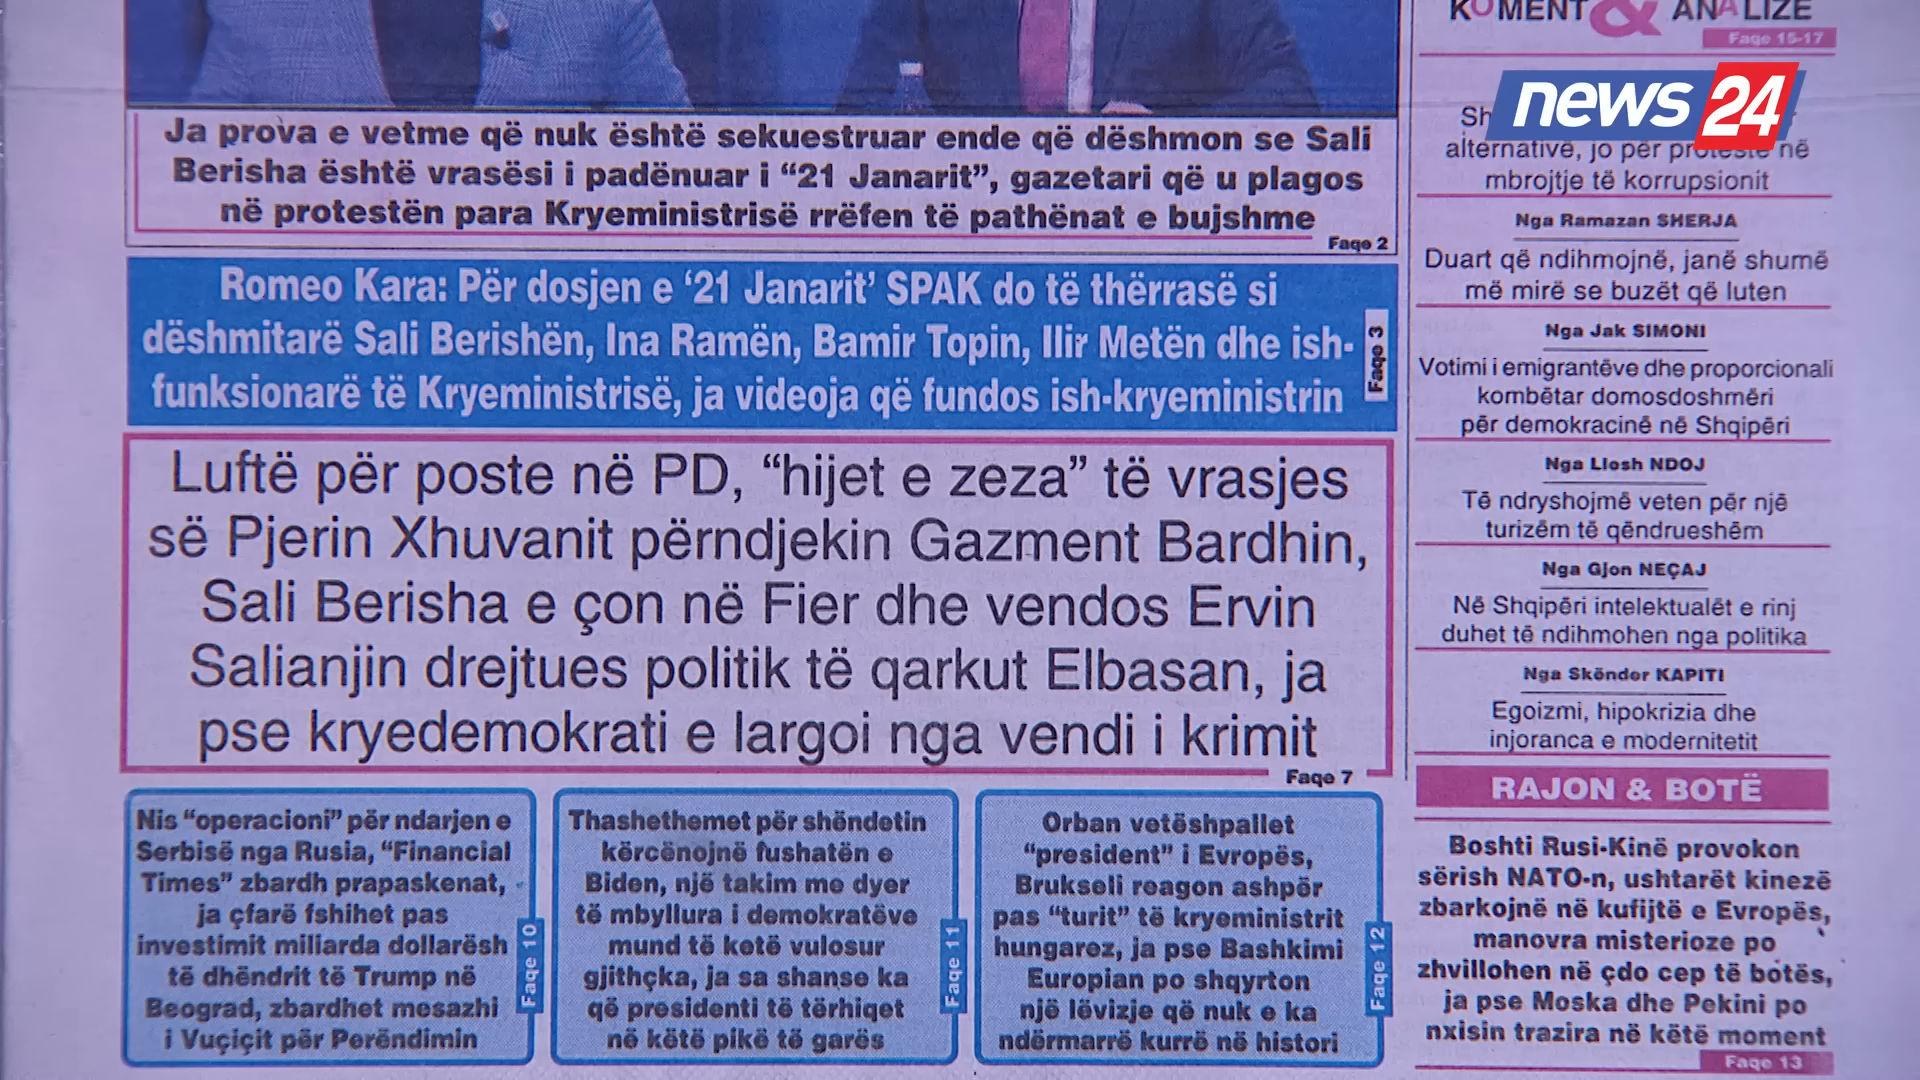 Ja prova e vetme që nuk është sekuestruar ende që dëshmon se Sali
Berisha është vrasësi i padënuar i “21 Janarit”, gazetari që u plagos
në protestën para Kryeministrisë rrëfen të pathënat e bujshme
Faqe 2
Romeo Kara: Për dosjen e ‘21 Janarit’ SPAK do të thërrasë si
dëshmitarë Sali Berishën, Ina Ramën, Bamir Topin, Ilir Metën dhe ish-
funksionarë të Kryeministrisë, ja videoja që fundos ish-kryeministrin
Faqe 3
Luftë për poste në PD, “hijet e zeza” të vrasjes
së Pjerin Xhuvanit përndjekin Gazment Bardhin,
Sali Berisha e çon në Fier dhe vendos Ervin
Salianjin drejtues politik të qarkut Elbasan, ja
pse kryedemokrati e largoi nga vendi i krimit
Faqe 7
Nis “operacioni” për ndarjen e
Serbisë nga Rusia, “Financial
Times” zbardh prapaskenat,
ja çfarë fshihet pas
investimit miliarda dollarësh
të dhëndrit të Trump në
Beograd, zbardhet mesazhi
i Vuçiçit për Perëndimin
Faqe 10
Thashethemet për shëndetin
kërcënojnë fushatën e
Biden, një takim me dyer
të mbyllura i demokratëve
mund të ketë vulosur
gjithçka, ja sa shanse ka
që presidenti të tërhiqet
në këtë pikë të garës
Faqe 11
Orban vetëshpallet
“president” i Evropës,
Brukseli reagon ashpër
pas “turit” të kryeministrit
hungarez, ja pse Bashkimi
Europian po shqyrton
një lëvizje që nuk e ka
ndërmarrë kurrë në histori
Faqe 12
KOMENT & ANALIZË
Faqe 15-17
news 24
Sh
alternativë, jo për proteste në
mbrojtje të korrupsionit
Nga Ramazan SHERJA
Duart që ndihmojnë, janë shumë
më mirë se buzët që luten
Nga Jak SIMONI
Votimi i emigrantëve dhe proporcionali
kombëtar domosdoshmëri
për demokracinë në Shqipëri
Nga Llesh NDOJ
Të ndryshojmë veten për një
turizëm të qëndrueshëm
Nga Gjon NEÇAJ
Në Shqipëri intelektualët e rinj
duhet të ndihmohen nga politika
Nga Skënder KAPITI
Egoizmi, hipokrizia dhe
injoranca e modernitetit
RAJON & BOTË
Boshti Rusi-Kinë provokon
sërish NATO-n, ushtarët kinezë
zbarkojnë në kufijtë e Evropës,
manovra misterioze po
zhvillohen në çdo cep të botës,
ja pse Moska dhe Pekini po
nxisin trazira në këtë moment
Faqe 13